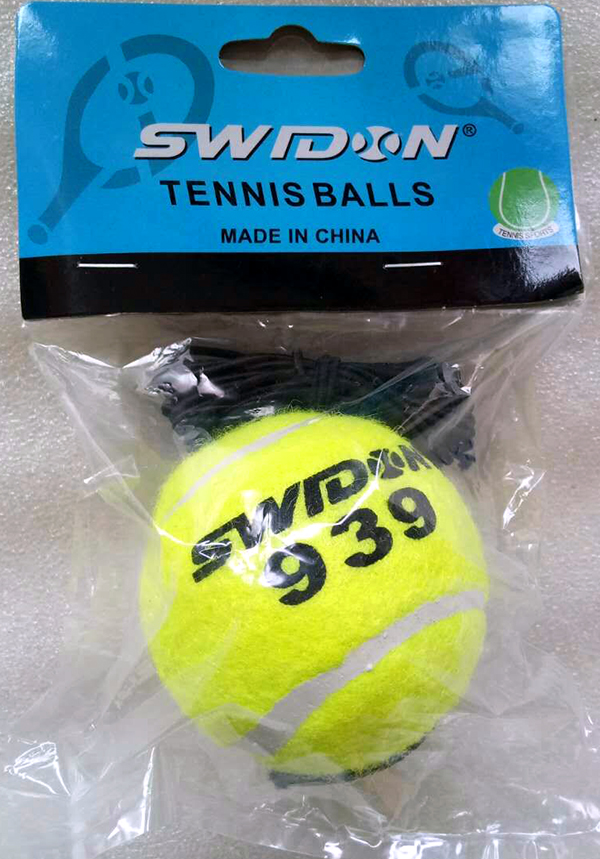 SWIDON®
TENNIS BALLS
MADE IN CHINA
TENNIS SPORTS
SWIDON
939